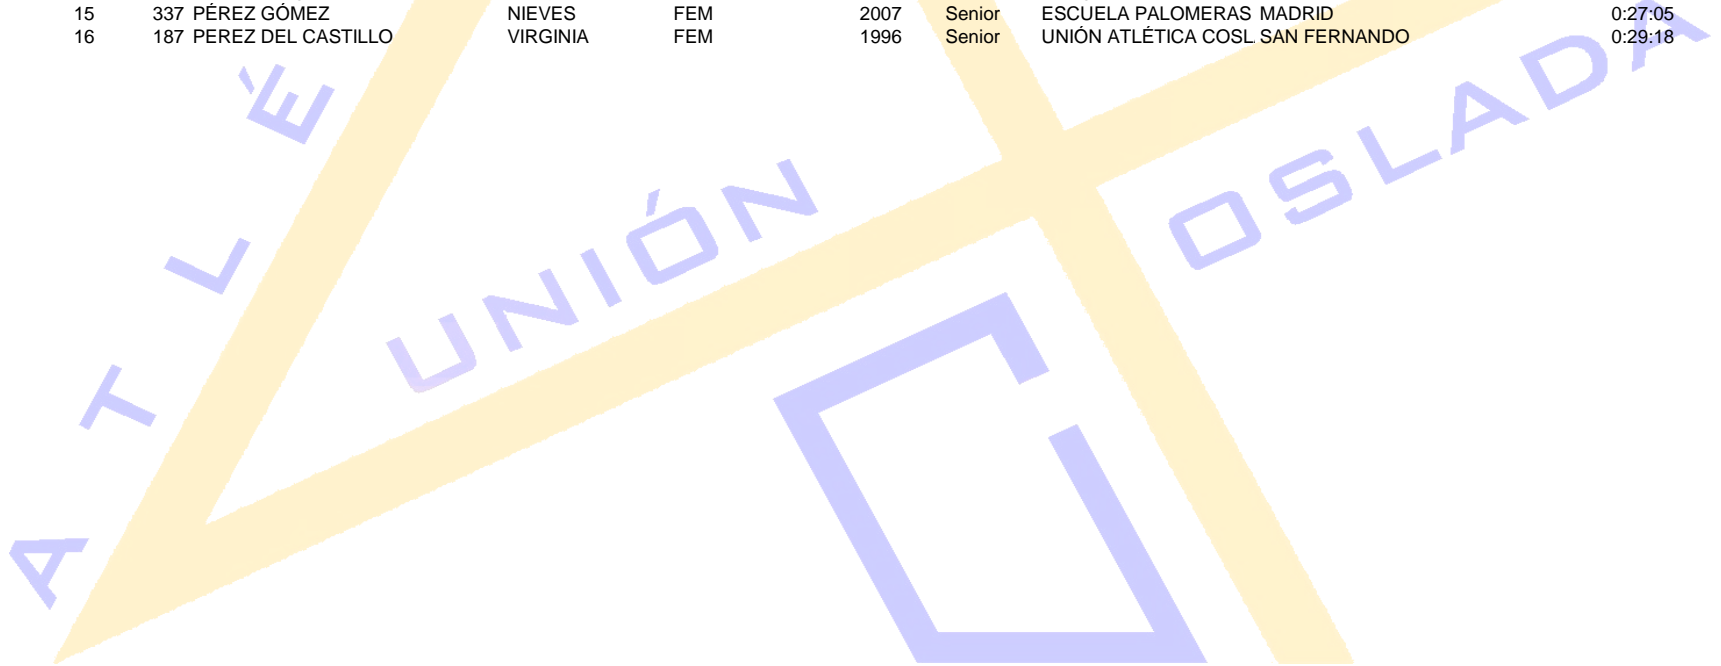 15 337 PÉREZ GÓMEZ NIEVES FEM 2007 Senior ESCUELA PALOMERAS MADRID 0:27:05
16 187 PEREZ DEL CASTILLO VIRGINIA FEM 1996 Senior UNIÓN ATLÉTICA COSL SAN FERNANDO 0:29:18
ATLÉ
UNIÓN
OSLADA